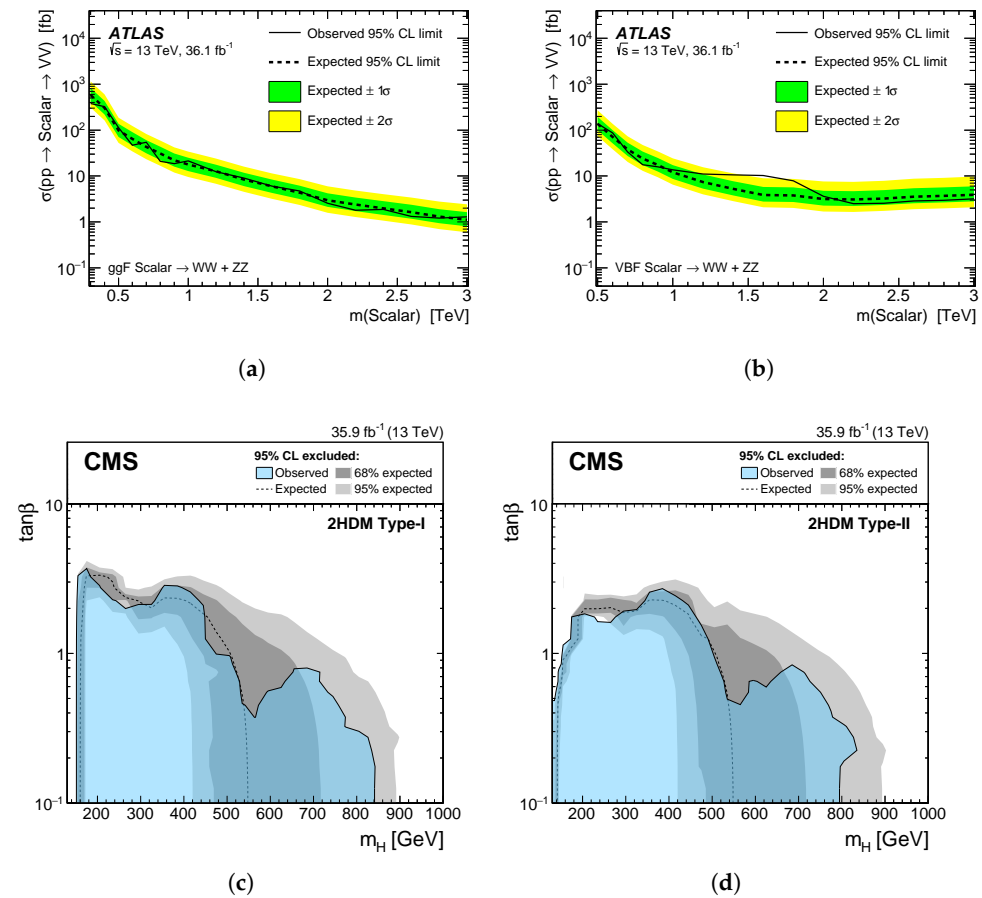 σ(pp → Scalar → VV) [fb]
10⁴
10³
10²
10
1
10⁻¹
ATLAS
√s = 13 TeV, 36.1 fb⁻¹
Observed 95% CL limit
Expected 95% CL limit
Expected ± 1σ
Expected ± 2σ
ggF Scalar → WW + ZZ
0.5 1 1.5 2 2.5 3
m(Scalar) [TeV]
(a)
σ(pp → Scalar → VV) [fb]
10⁴
10³
10²
10
1
10⁻¹
ATLAS
√s = 13 TeV, 36.1 fb⁻¹
Observed 95% CL limit
Expected 95% CL limit
Expected ± 1σ
Expected ± 2σ
VBF Scalar → WW + ZZ
0.5 1 1.5 2 2.5 3
m(Scalar) [TeV]
(b)
35.9 fb⁻¹ (13 TeV)
CMS
95% CL excluded:
Observed 68% expected
Expected 95% expected
2HDM Type-I
tanβ
10
1
10⁻¹
200 300 400 500 600 700 800 900 1000
m_H [GeV]
(c)
35.9 fb⁻¹ (13 TeV)
CMS
95% CL excluded:
Observed 68% expected
Expected 95% expected
2HDM Type-II
tanβ
10
1
10⁻¹
200 300 400 500 600 700 800 900 1000
m_H [GeV]
(d)